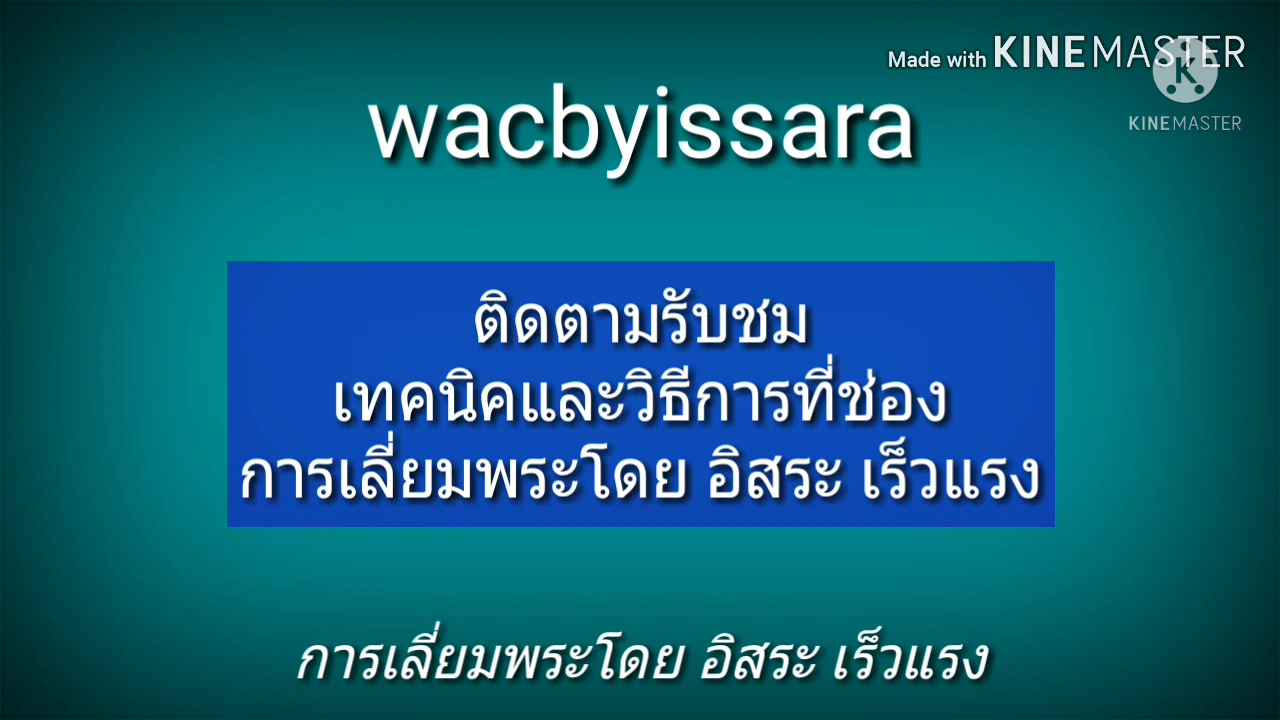 Made with KINEMASTER
K
KINEMASTER
wacbyissara
ติดตามรับชม
เทคนิคและวิธีการที่ช่อง
การเลี่ยมพระโดย อิสระ เร็วแรง
การเลี่ยมพระโดย อิสระ เร็วแรง